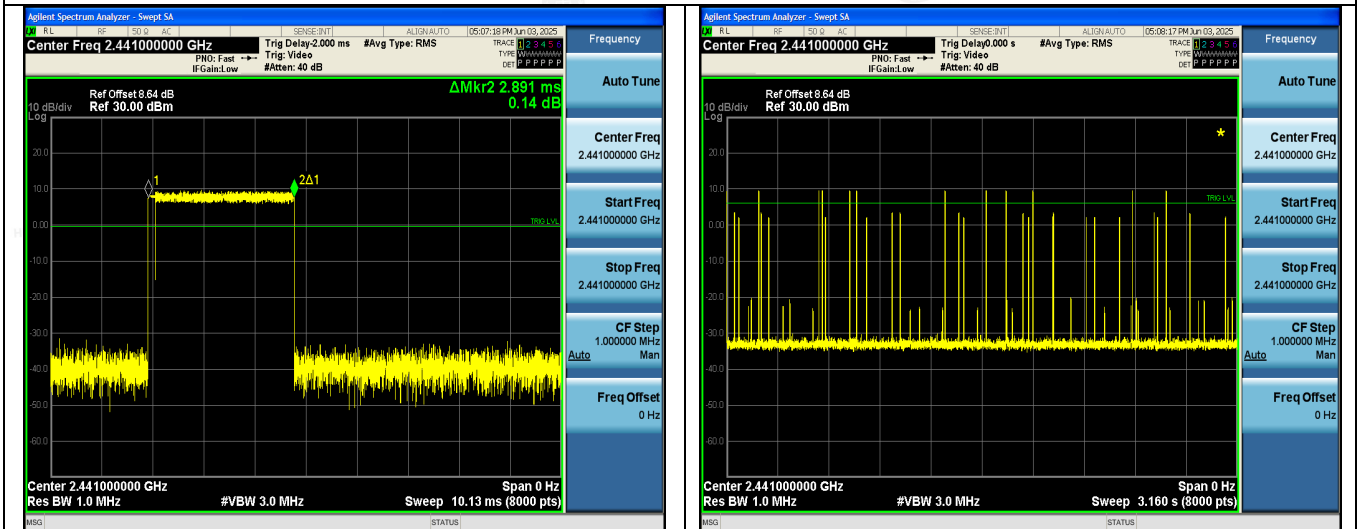 Agilent Spectrum Analyzer - Swept SA
RL RF 50 Ω AC SENSE:INT ALIGN AUTO 05:07:18 PM Jun 03, 2025
Center Freq 2.441000000 GHz
PNO: Fast
IFGain:Low
Trig Delay-2.000 ms
Trig: Video
#Atten: 40 dB
#Avg Type: RMS
TRACE 1 2 3 4 5 6
TYPE
DET P P P P P P
Frequency
ΔMkr2 2.891 ms
0.14 dB
Ref Offset 8.64 dB
10 dB/div Ref 30.00 dBm
Log
20.0
10.0
0.00
-10.0
-20.0
-30.0
-40.0
-50.0
-60.0
1
2Δ1
TRIG LVL
Auto Tune
Center Freq
2.441000000 GHz
Start Freq
2.441000000 GHz
Stop Freq
2.441000000 GHz
CF Step
1.000000 MHz
Auto Man
Freq Offset
0 Hz
Center 2.441000000 GHz Span 0 Hz
Res BW 1.0 MHz #VBW 3.0 MHz Sweep 10.13 ms (8000 pts)
MSG STATUS
Agilent Spectrum Analyzer - Swept SA
RL RF 50 Ω AC SENSE:INT ALIGN AUTO 05:08:17 PM Jun 03, 2025
Center Freq 2.441000000 GHz
PNO: Fast
IFGain:Low
Trig Delay0.000 s
Trig: Video
#Atten: 40 dB
#Avg Type: RMS
TRACE 1 2 3 4 5 6
TYPE
DET P P P P P P
Frequency
*
Ref Offset 8.64 dB
10 dB/div Ref 30.00 dBm
Log
20.0
10.0
0.00
-10.0
-20.0
-30.0
-40.0
-50.0
-60.0
TRIG LVL
Auto Tune
Center Freq
2.441000000 GHz
Start Freq
2.441000000 GHz
Stop Freq
2.441000000 GHz
CF Step
1.000000 MHz
Auto Man
Freq Offset
0 Hz
Center 2.441000000 GHz Span 0 Hz
Res BW 1.0 MHz #VBW 3.0 MHz Sweep 3.160 s (8000 pts)
MSG STATUS